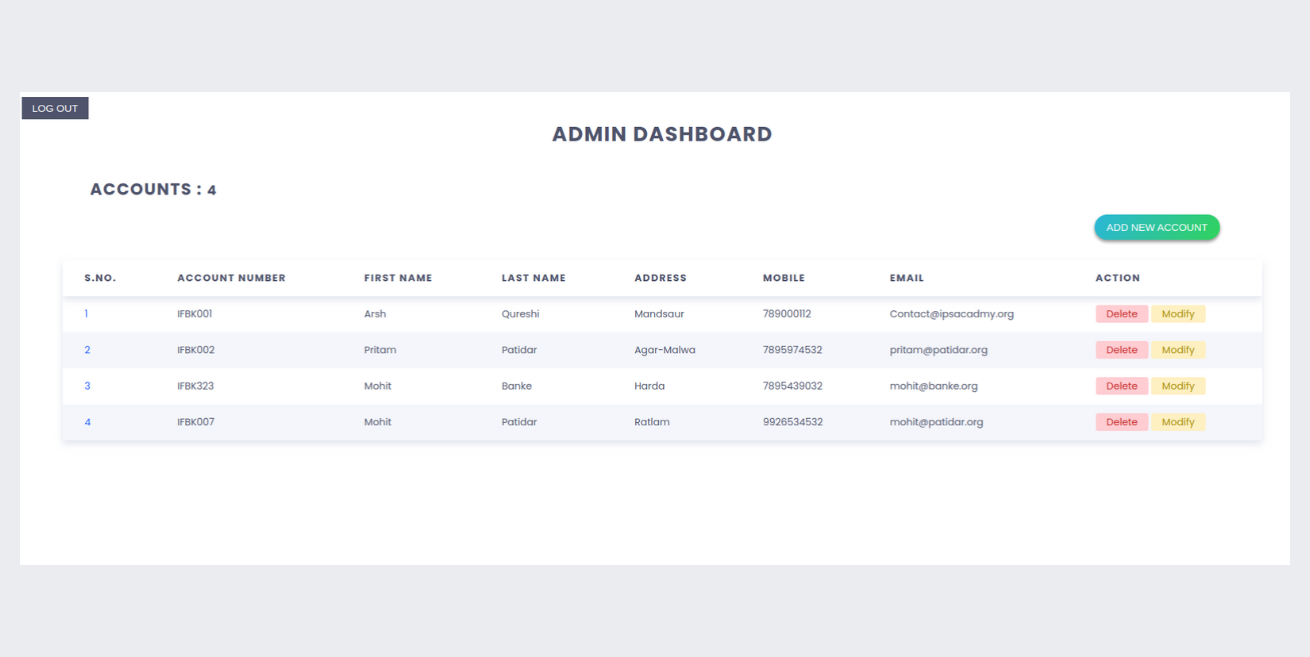 LOG OUT
ADMIN DASHBOARD
ACCOUNTS : 4
ADD NEW ACCOUNT
S.NO. ACCOUNT NUMBER FIRST NAME LAST NAME ADDRESS MOBILE EMAIL ACTION
1 IFBK001 Arsh Qureshi Mandsaur 789000112 Contact@ipsacadmy.org Delete Modify
2 IFBK002 Pritam Patidar Agar-Malwa 7895974532 pritam@patidar.org Delete Modify
3 IFBK323 Mohit Banke Harda 7895439032 mohit@banke.org Delete Modify
4 IFBK007 Mohit Patidar Ratlam 9926534532 mohit@patidar.org Delete Modify